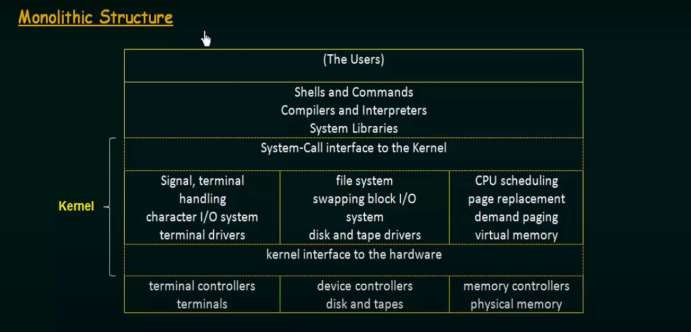 Monolithic Structure
(The Users)
Shells and Commands
Compilers and Interpreters
System Libraries
System-Call interface to the Kernel
Kernel
Signal, terminal
handling
character I/O system
terminal drivers
file system
swapping block I/O
system
disk and tape drivers
CPU scheduling
page replacement
demand paging
virtual memory
kernel interface to the hardware
terminal controllers
terminals
device controllers
disk and tapes
memory controllers
physical memory